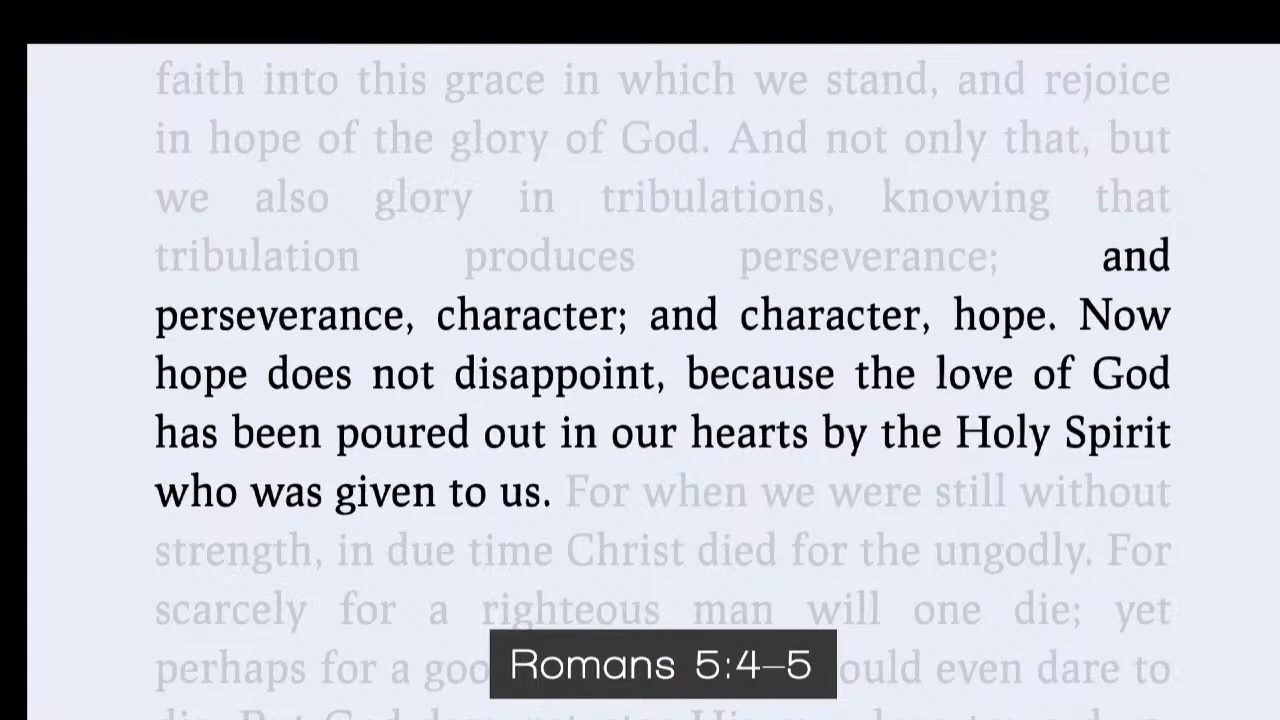 faith into this grace in which we stand, and rejoice
in hope of the glory of God. And not only that, but
we also glory in tribulations, knowing that
tribulation produces perseverance; and
perseverance, character; and character, hope. Now
hope does not disappoint, because the love of God
has been poured out in our hearts by the Holy Spirit
who was given to us. For when we were still without
strength, in due time Christ died for the ungodly. For
scarcely for a righteous man will one die; yet
perhaps for a goo ould even dare to
Romans 5:4–5